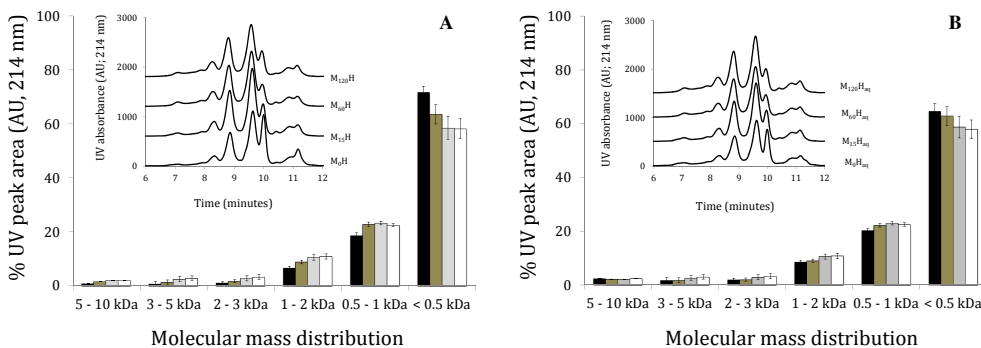 A
% UV peak area (AU, 214 nm)
100
80
60
40
20
0
UV absorbance (AU; 214 nm)
3000
2000
1000
0
M120H
M60H
M15H
M0H
6 7 8 9 10 11 12
Time (minutes)
5 - 10 kDa 3 - 5 kDa 2 - 3 kDa 1 - 2 kDa 0.5 - 1 kDa < 0.5 kDa
Molecular mass distribution
B
% UV peak area (AU, 214 nm)
100
80
60
40
20
0
UV absorbance (AU; 214 nm)
3000
2000
1000
0
M120Haq
M60Haq
M15Haq
M0Haq
6 7 8 9 10 11 12
Time (minutes)
5 - 10 kDa 3 - 5 kDa 2 - 3 kDa 1 - 2 kDa 0.5 - 1 kDa < 0.5 kDa
Molecular mass distribution